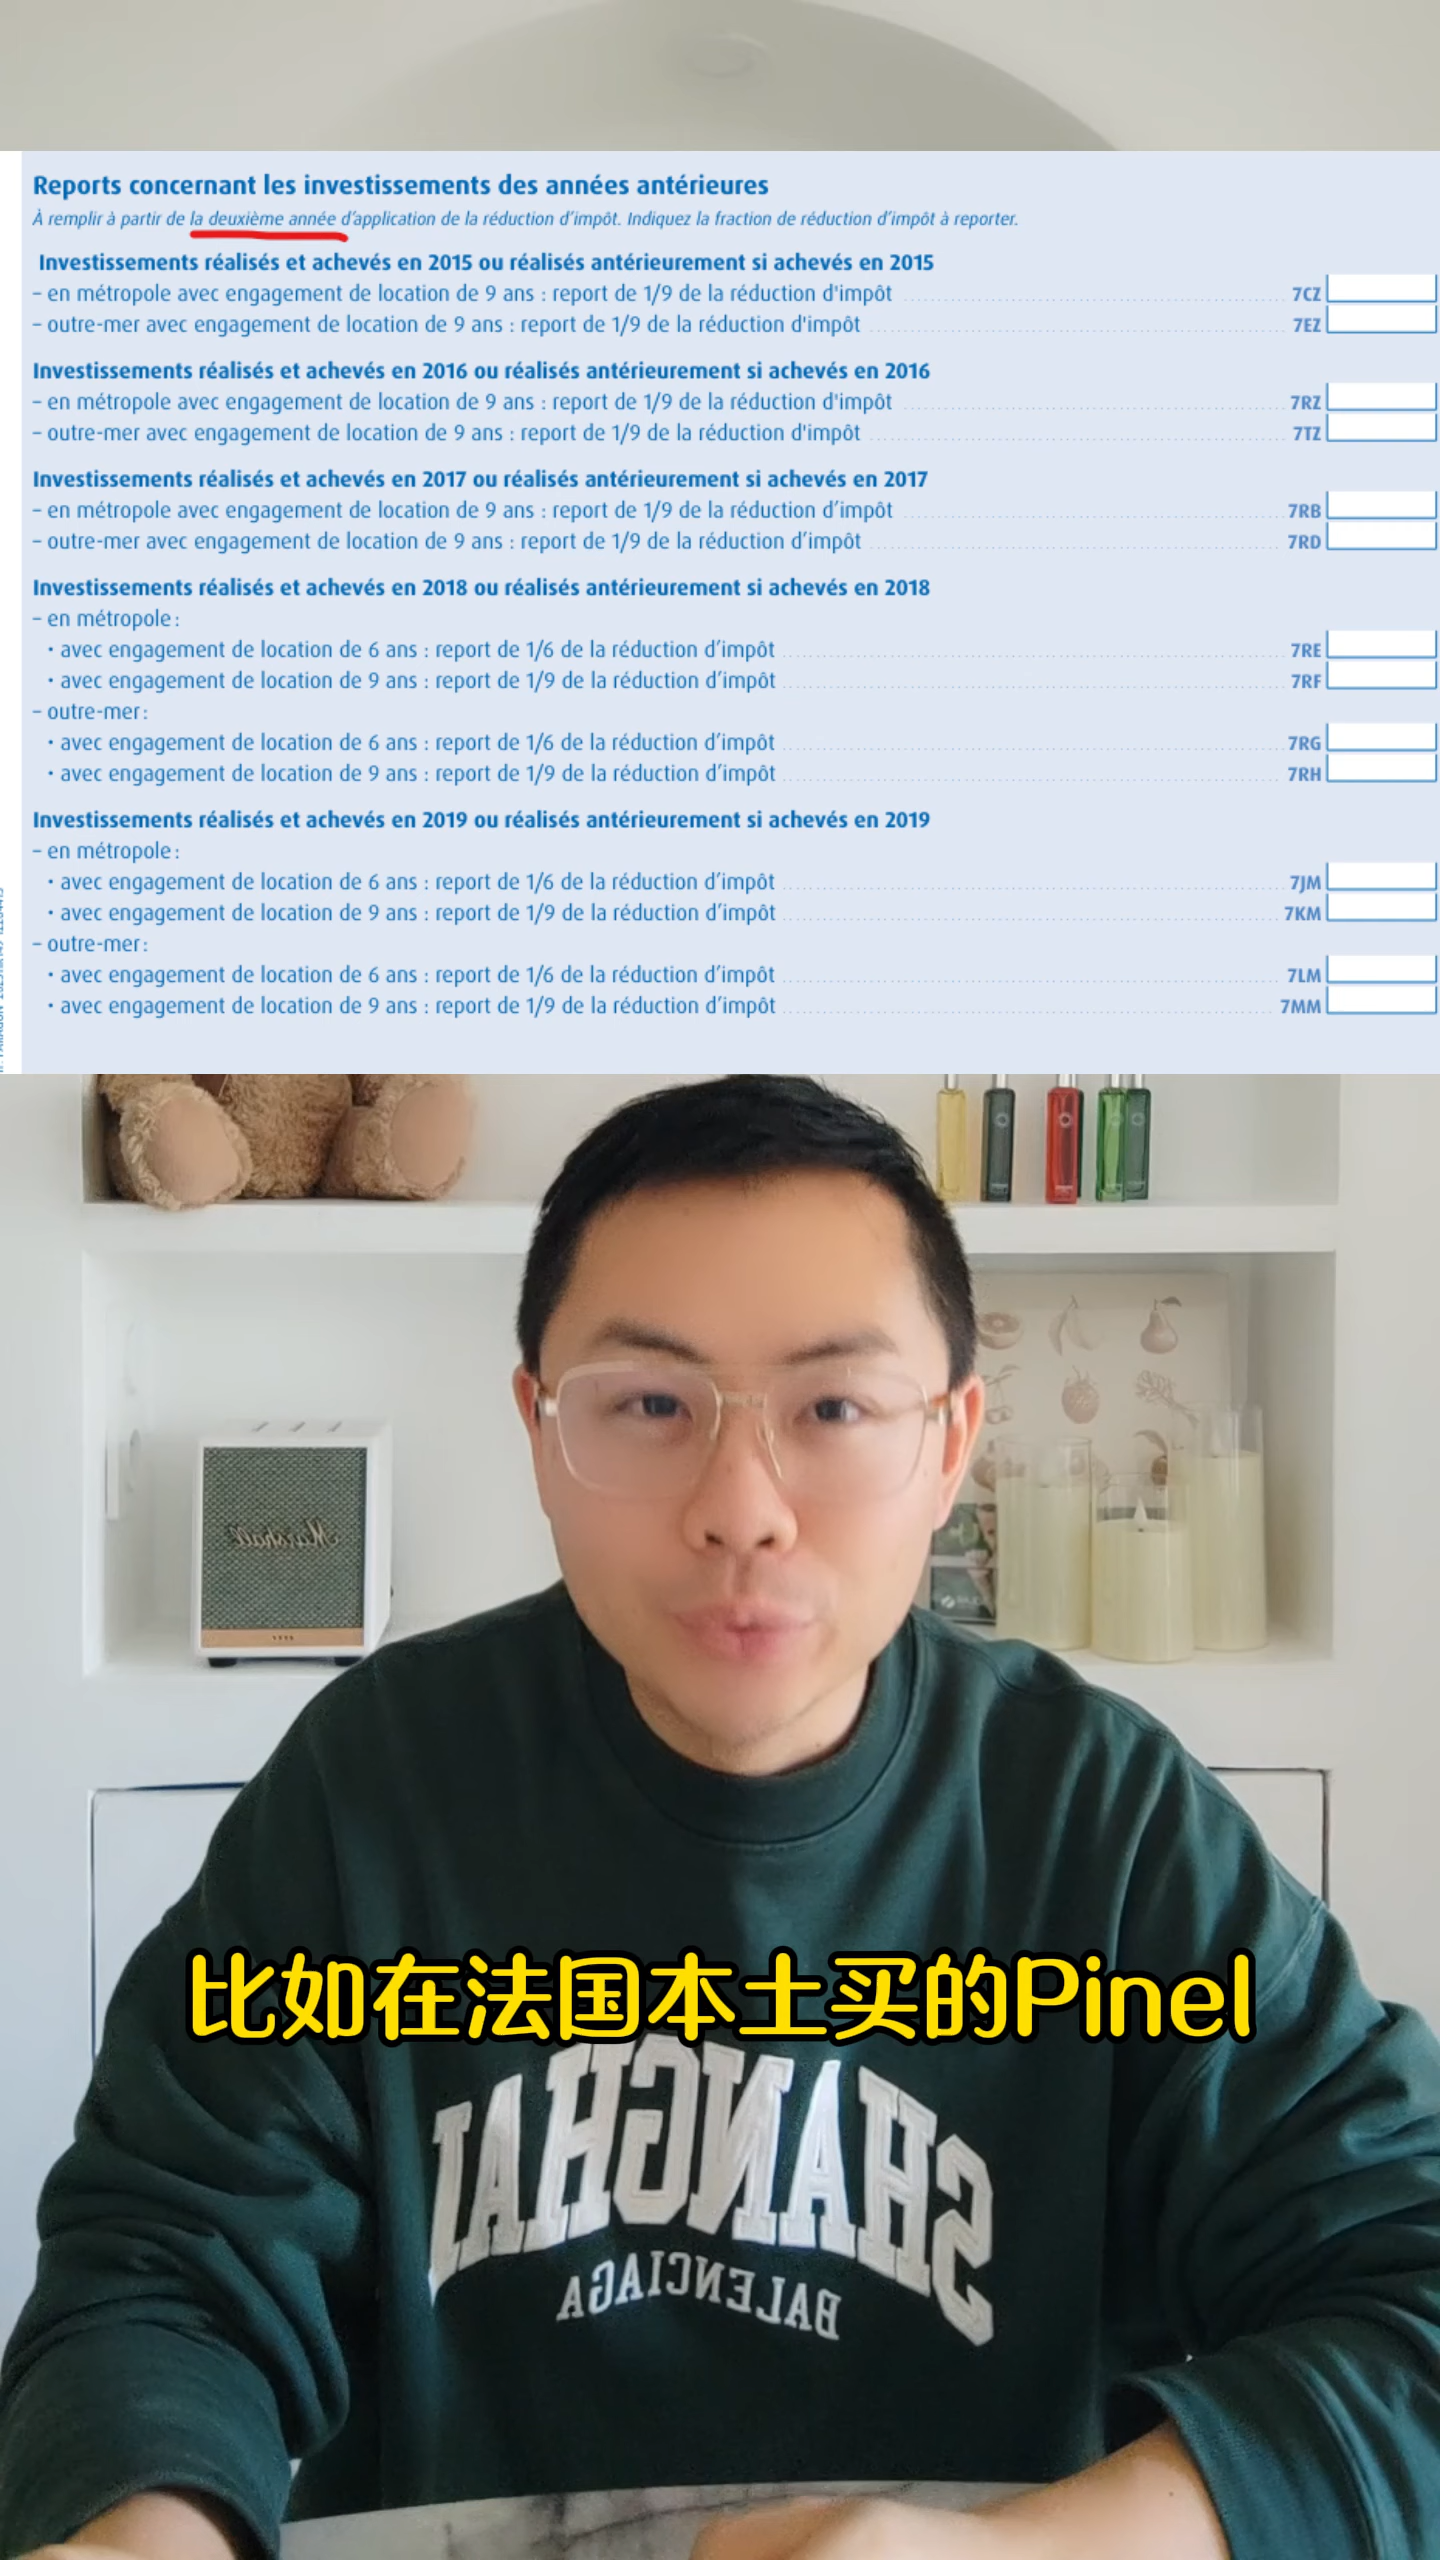 Reports concernant les investissements des années antérieures
À remplir à partir de la deuxième année d’application de la réduction d’impôt. Indiquez la fraction de réduction d’impôt à reporter.
Investissements réalisés et achevés en 2015 ou réalisés antérieurement si achevés en 2015
– en métropole avec engagement de location de 9 ans : report de 1/9 de la réduction d'impôt 7CZ
– outre-mer avec engagement de location de 9 ans : report de 1/9 de la réduction d'impôt 7EZ
Investissements réalisés et achevés en 2016 ou réalisés antérieurement si achevés en 2016
– en métropole avec engagement de location de 9 ans : report de 1/9 de la réduction d'impôt 7RZ
– outre-mer avec engagement de location de 9 ans : report de 1/9 de la réduction d'impôt 7TZ
Investissements réalisés et achevés en 2017 ou réalisés antérieurement si achevés en 2017
– en métropole avec engagement de location de 9 ans : report de 1/9 de la réduction d’impôt 7RB
– outre-mer avec engagement de location de 9 ans : report de 1/9 de la réduction d’impôt 7RD
Investissements réalisés et achevés en 2018 ou réalisés antérieurement si achevés en 2018
– en métropole :
• avec engagement de location de 6 ans : report de 1/6 de la réduction d’impôt 7RE
• avec engagement de location de 9 ans : report de 1/9 de la réduction d’impôt 7RF
– outre-mer :
• avec engagement de location de 6 ans : report de 1/6 de la réduction d’impôt 7RG
• avec engagement de location de 9 ans : report de 1/9 de la réduction d’impôt 7RH
Investissements réalisés et achevés en 2019 ou réalisés antérieurement si achevés en 2019
– en métropole :
• avec engagement de location de 6 ans : report de 1/6 de la réduction d’impôt 7JM
• avec engagement de location de 9 ans : report de 1/9 de la réduction d’impôt 7KM
– outre-mer :
• avec engagement de location de 6 ans : report de 1/6 de la réduction d’impôt 7LM
• avec engagement de location de 9 ans : report de 1/9 de la réduction d’impôt 7MM
Marshall
比如在法国本土买的Pinel
SHANGHAI
BALENCIAGA